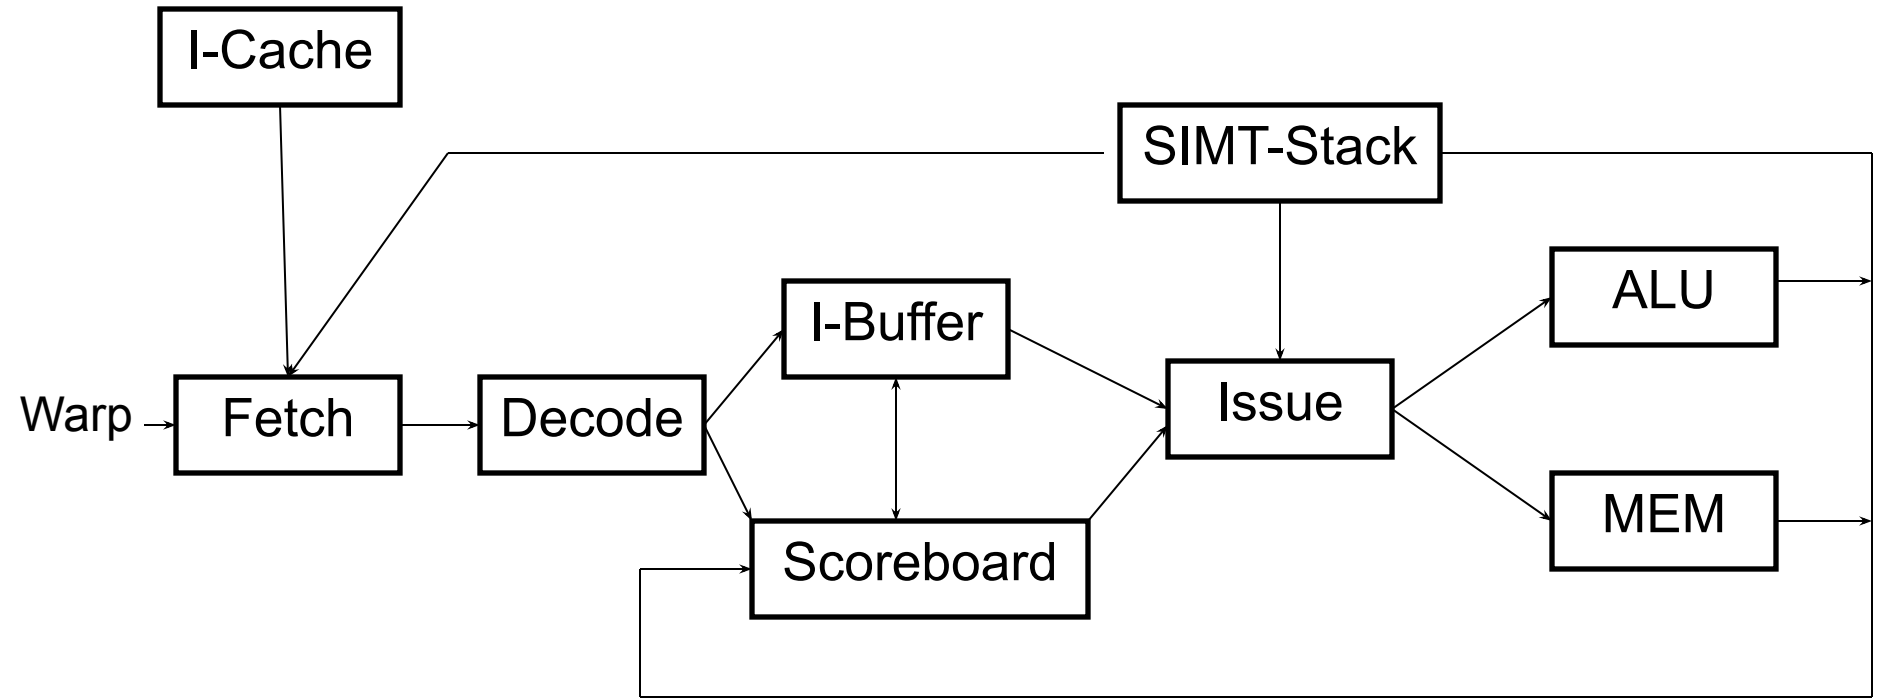 I-Cache
SIMT-Stack
ALU
I-Buffer
Issue
Warp
Fetch
Decode
MEM
Scoreboard